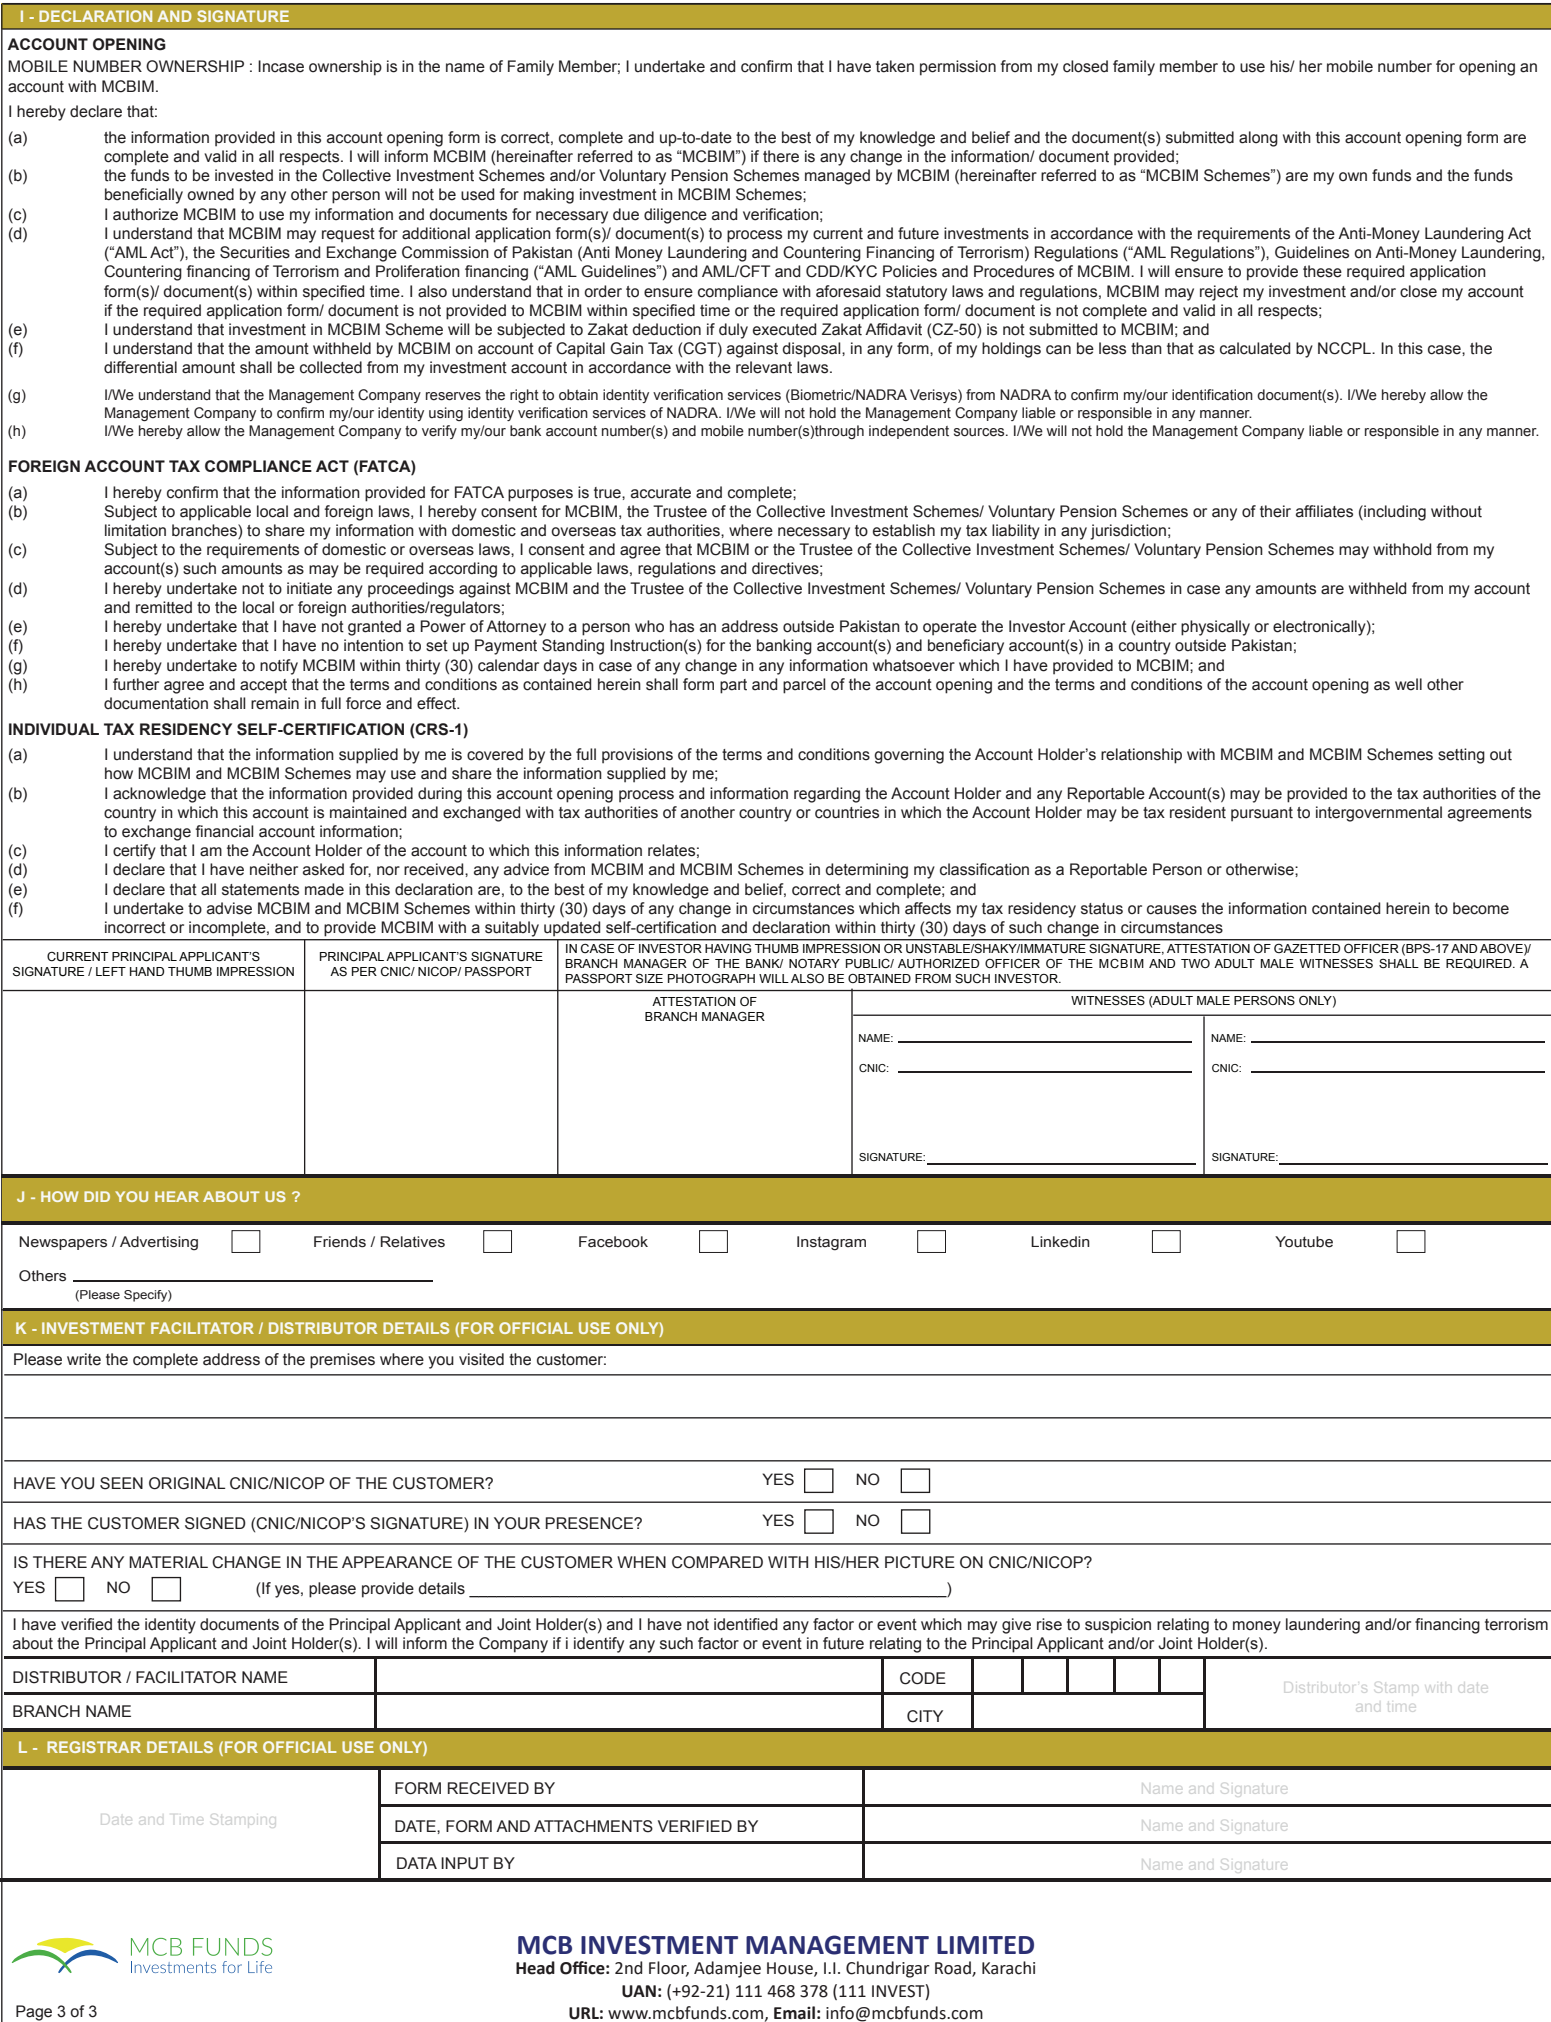 I - DECLARATION AND SIGNATURE
ACCOUNT OPENING
MOBILE NUMBER OWNERSHIP : Incase ownership is in the name of Family Member; I undertake and confirm that I have taken permission from my closed family member to use his/ her mobile number for opening an
account with MCBIM.
I hereby declare that:
(a) the information provided in this account opening form is correct, complete and up-to-date to the best of my knowledge and belief and the document(s) submitted along with this account opening form are
complete and valid in all respects. I will inform MCBIM (hereinafter referred to as “MCBIM”) if there is any change in the information/ document provided;
(b) the funds to be invested in the Collective Investment Schemes and/or Voluntary Pension Schemes managed by MCBIM (hereinafter referred to as “MCBIM Schemes”) are my own funds and the funds
beneficially owned by any other person will not be used for making investment in MCBIM Schemes;
(c) I authorize MCBIM to use my information and documents for necessary due diligence and verification;
(d) I understand that MCBIM may request for additional application form(s)/ document(s) to process my current and future investments in accordance with the requirements of the Anti-Money Laundering Act
(“AML Act”), the Securities and Exchange Commission of Pakistan (Anti Money Laundering and Countering Financing of Terrorism) Regulations (“AML Regulations”), Guidelines on Anti-Money Laundering,
Countering financing of Terrorism and Proliferation financing (“AML Guidelines”) and AML/CFT and CDD/KYC Policies and Procedures of MCBIM. I will ensure to provide these required application
form(s)/ document(s) within specified time. I also understand that in order to ensure compliance with aforesaid statutory laws and regulations, MCBIM may reject my investment and/or close my account
if the required application form/ document is not provided to MCBIM within specified time or the required application form/ document is not complete and valid in all respects;
(e) I understand that investment in MCBIM Scheme will be subjected to Zakat deduction if duly executed Zakat Affidavit (CZ-50) is not submitted to MCBIM; and
(f) I understand that the amount withheld by MCBIM on account of Capital Gain Tax (CGT) against disposal, in any form, of my holdings can be less than that as calculated by NCCPL. In this case, the
differential amount shall be collected from my investment account in accordance with the relevant laws.
(g) I/We understand that the Management Company reserves the right to obtain identity verification services (Biometric/NADRA Verisys) from NADRA to confirm my/our identification document(s). I/We hereby allow the
Management Company to confirm my/our identity using identity verification services of NADRA. I/We will not hold the Management Company liable or responsible in any manner.
(h) I/We hereby allow the Management Company to verify my/our bank account number(s) and mobile number(s)through independent sources. I/We will not hold the Management Company liable or responsible in any manner.
FOREIGN ACCOUNT TAX COMPLIANCE ACT (FATCA)
(a) I hereby confirm that the information provided for FATCA purposes is true, accurate and complete;
(b) Subject to applicable local and foreign laws, I hereby consent for MCBIM, the Trustee of the Collective Investment Schemes/ Voluntary Pension Schemes or any of their affiliates (including without
limitation branches) to share my information with domestic and overseas tax authorities, where necessary to establish my tax liability in any jurisdiction;
(c) Subject to the requirements of domestic or overseas laws, I consent and agree that MCBIM or the Trustee of the Collective Investment Schemes/ Voluntary Pension Schemes may withhold from my
account(s) such amounts as may be required according to applicable laws, regulations and directives;
(d) I hereby undertake not to initiate any proceedings against MCBIM and the Trustee of the Collective Investment Schemes/ Voluntary Pension Schemes in case any amounts are withheld from my account
and remitted to the local or foreign authorities/regulators;
(e) I hereby undertake that I have not granted a Power of Attorney to a person who has an address outside Pakistan to operate the Investor Account (either physically or electronically);
(f) I hereby undertake that I have no intention to set up Payment Standing Instruction(s) for the banking account(s) and beneficiary account(s) in a country outside Pakistan;
(g) I hereby undertake to notify MCBIM within thirty (30) calendar days in case of any change in any information whatsoever which I have provided to MCBIM; and
(h) I further agree and accept that the terms and conditions as contained herein shall form part and parcel of the account opening and the terms and conditions of the account opening as well other
documentation shall remain in full force and effect.
INDIVIDUAL TAX RESIDENCY SELF-CERTIFICATION (CRS-1)
(a) I understand that the information supplied by me is covered by the full provisions of the terms and conditions governing the Account Holder’s relationship with MCBIM and MCBIM Schemes setting out
how MCBIM and MCBIM Schemes may use and share the information supplied by me;
(b) I acknowledge that the information provided during this account opening process and information regarding the Account Holder and any Reportable Account(s) may be provided to the tax authorities of the
country in which this account is maintained and exchanged with tax authorities of another country or countries in which the Account Holder may be tax resident pursuant to intergovernmental agreements
to exchange financial account information;
(c) I certify that I am the Account Holder of the account to which this information relates;
(d) I declare that I have neither asked for, nor received, any advice from MCBIM and MCBIM Schemes in determining my classification as a Reportable Person or otherwise;
(e) I declare that all statements made in this declaration are, to the best of my knowledge and belief, correct and complete; and
(f) I undertake to advise MCBIM and MCBIM Schemes within thirty (30) days of any change in circumstances which affects my tax residency status or causes the information contained herein to become
incorrect or incomplete, and to provide MCBIM with a suitably updated self-certification and declaration within thirty (30) days of such change in circumstances
CURRENT PRINCIPAL APPLICANT’S
SIGNATURE / LEFT HAND THUMB IMPRESSION
PRINCIPAL APPLICANT’S SIGNATURE
AS PER CNIC/ NICOP/ PASSPORT
IN CASE OF INVESTOR HAVING THUMB IMPRESSION OR UNSTABLE/SHAKY/IMMATURE SIGNATURE, ATTESTATION OF GAZETTED OFFICER (BPS-17 AND ABOVE)/
BRANCH MANAGER OF THE BANK/ NOTARY PUBLIC/ AUTHORIZED OFFICER OF THE MCBIM AND TWO ADULT MALE WITNESSES SHALL BE REQUIRED. A
PASSPORT SIZE PHOTOGRAPH WILL ALSO BE OBTAINED FROM SUCH INVESTOR.
ATTESTATION OF
BRANCH MANAGER
WITNESSES (ADULT MALE PERSONS ONLY)
NAME: NAME:
CNIC: CNIC:
SIGNATURE: SIGNATURE:
J - HOW DID YOU HEAR ABOUT US ?
Newspapers / Advertising Friends / Relatives Facebook Instagram Linkedin Youtube
Others
(Please Specify)
K - INVESTMENT FACILITATOR / DISTRIBUTOR DETAILS (FOR OFFICIAL USE ONLY)
Please write the complete address of the premises where you visited the customer:
HAVE YOU SEEN ORIGINAL CNIC/NICOP OF THE CUSTOMER? YES NO
HAS THE CUSTOMER SIGNED (CNIC/NICOP’S SIGNATURE) IN YOUR PRESENCE? YES NO
IS THERE ANY MATERIAL CHANGE IN THE APPEARANCE OF THE CUSTOMER WHEN COMPARED WITH HIS/HER PICTURE ON CNIC/NICOP?
YES NO (If yes, please provide details )
I have verified the identity documents of the Principal Applicant and Joint Holder(s) and I have not identified any factor or event which may give rise to suspicion relating to money laundering and/or financing terrorism
about the Principal Applicant and Joint Holder(s). I will inform the Company if i identify any such factor or event in future relating to the Principal Applicant and/or Joint Holder(s).
DISTRIBUTOR / FACILITATOR NAME CODE
BRANCH NAME CITY
Distributor’s Stamp with date
and time
L - REGISTRAR DETAILS (FOR OFFICIAL USE ONLY)
Date and Time Stamping
FORM RECEIVED BY Name and Signature
DATE, FORM AND ATTACHMENTS VERIFIED BY Name and Signature
DATA INPUT BY Name and Signature
MCB FUNDS
Investments for Life
MCB INVESTMENT MANAGEMENT LIMITED
Head Office: 2nd Floor, Adamjee House, I.I. Chundrigar Road, Karachi
UAN: (+92-21) 111 468 378 (111 INVEST)
URL: www.mcbfunds.com, Email: info@mcbfunds.com
Page 3 of 3